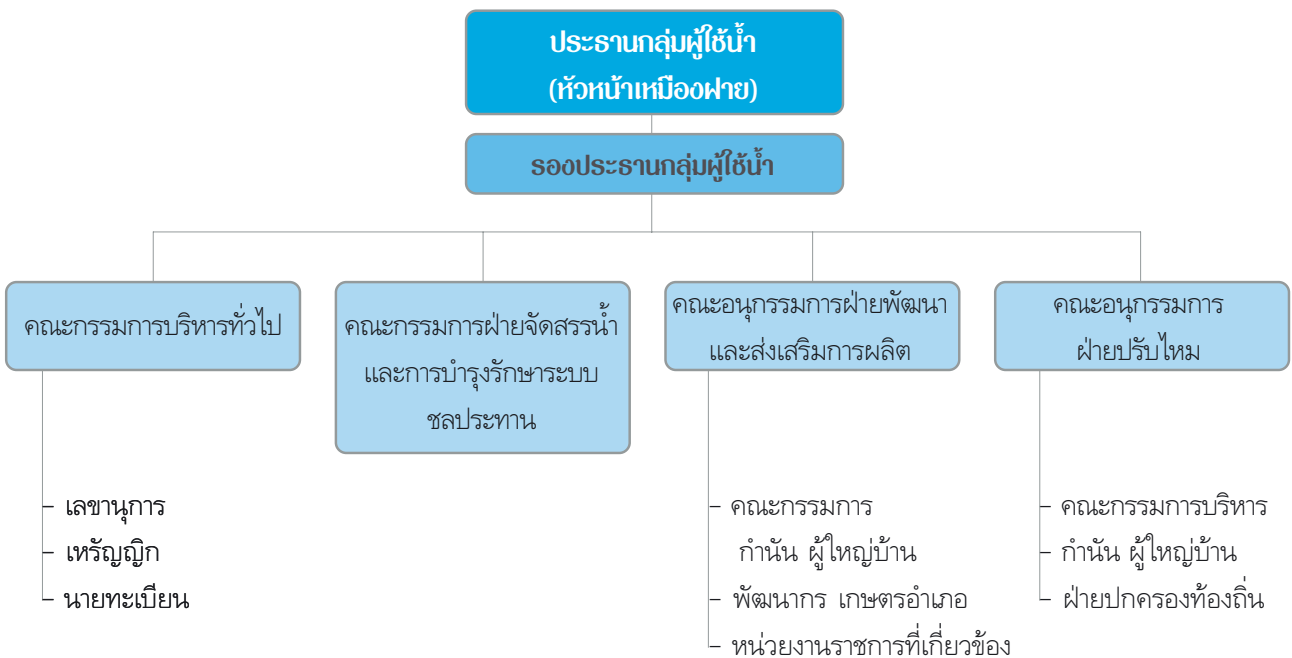 ประธานกลุ่มผู้ใช้น้ำ
(หัวหน้าเหมืองฝาย)
รองประธานกลุ่มผู้ใช้น้ำ
คณะกรรมการบริหารทั่วไป
คณะกรรมการฝ่ายจัดสรรน้ำ
และการบำรุงรักษาระบบ
ชลประทาน
คณะอนุกรรมการฝ่ายพัฒนา
และส่งเสริมการผลิต
คณะอนุกรรมการ
ฝ่ายปรับไหม
– เลขานุการ
– เหรัญญิก
– นายทะเบียน
– คณะกรรมการ
กำนัน ผู้ใหญ่บ้าน
– พัฒนากร เกษตรอำเภอ
– หน่วยงานราชการที่เกี่ยวข้อง
– คณะกรรมการบริหาร
– กำนัน ผู้ใหญ่บ้าน
– ฝ่ายปกครองท้องถิ่น